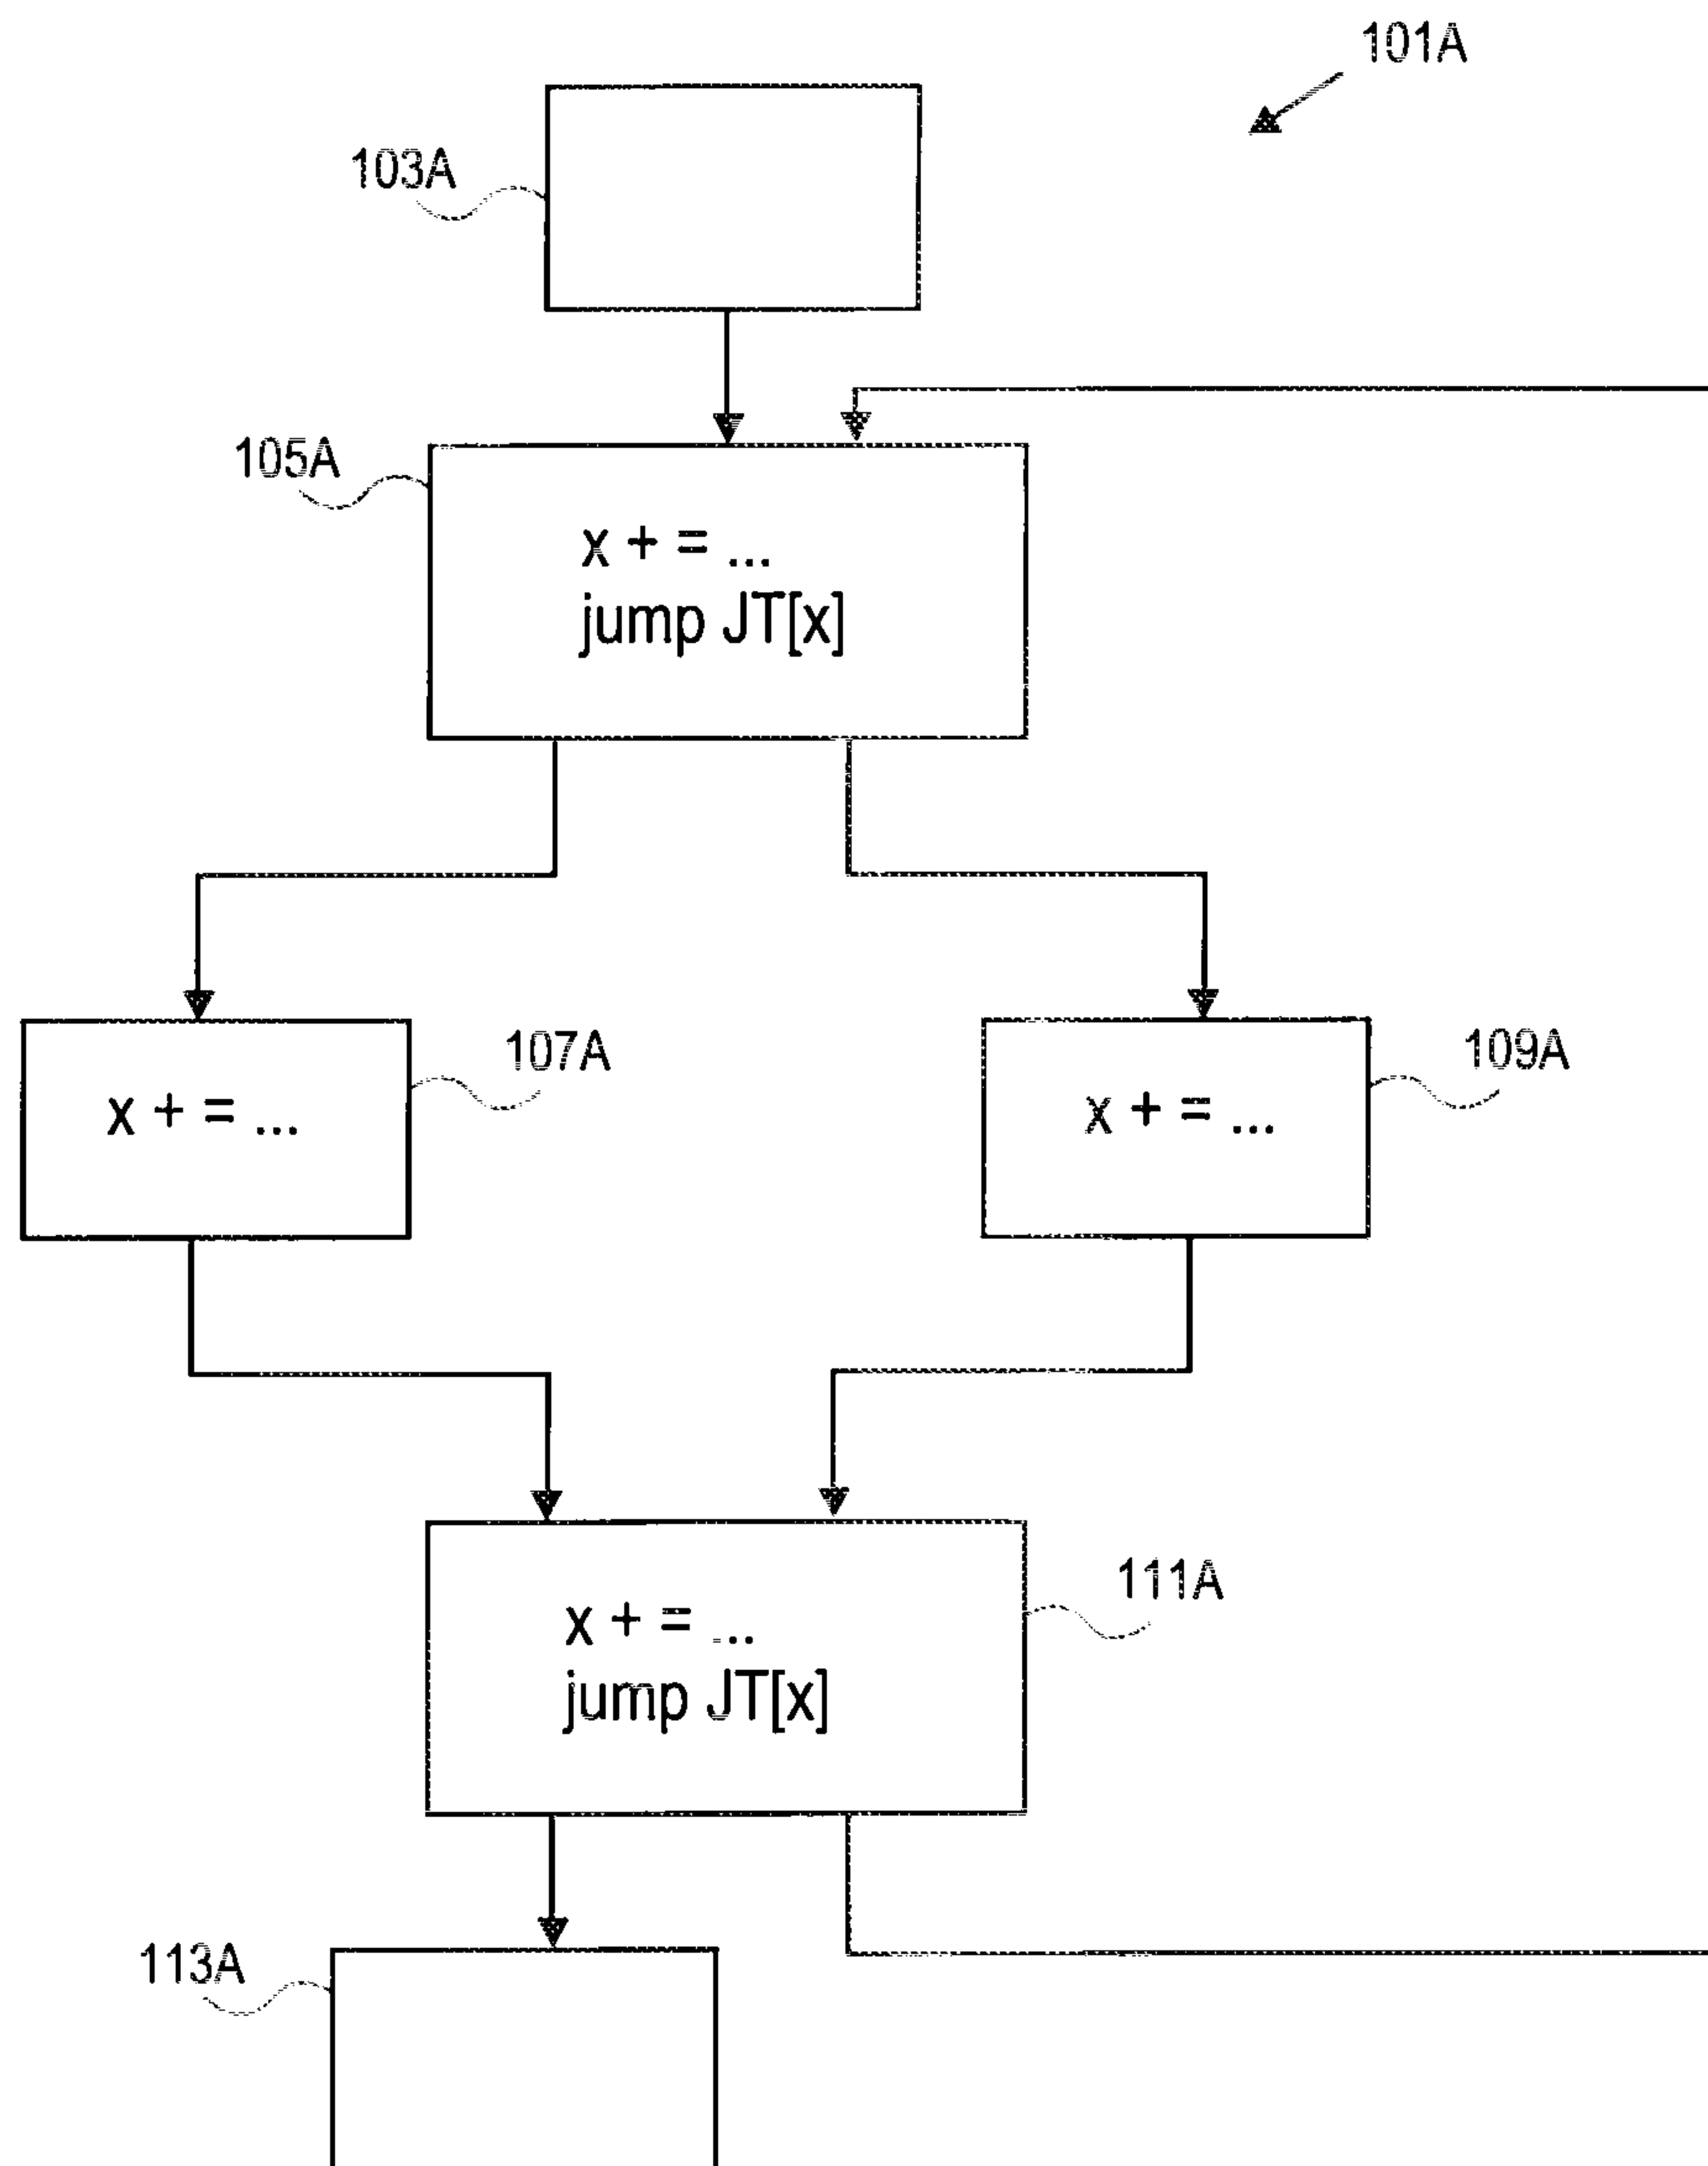 101A
103A
105A
x + = ...
jump JT[x]
107A
x + = ...
109A
x + = ...
111A
x + = ...
jump JT[x]
113A